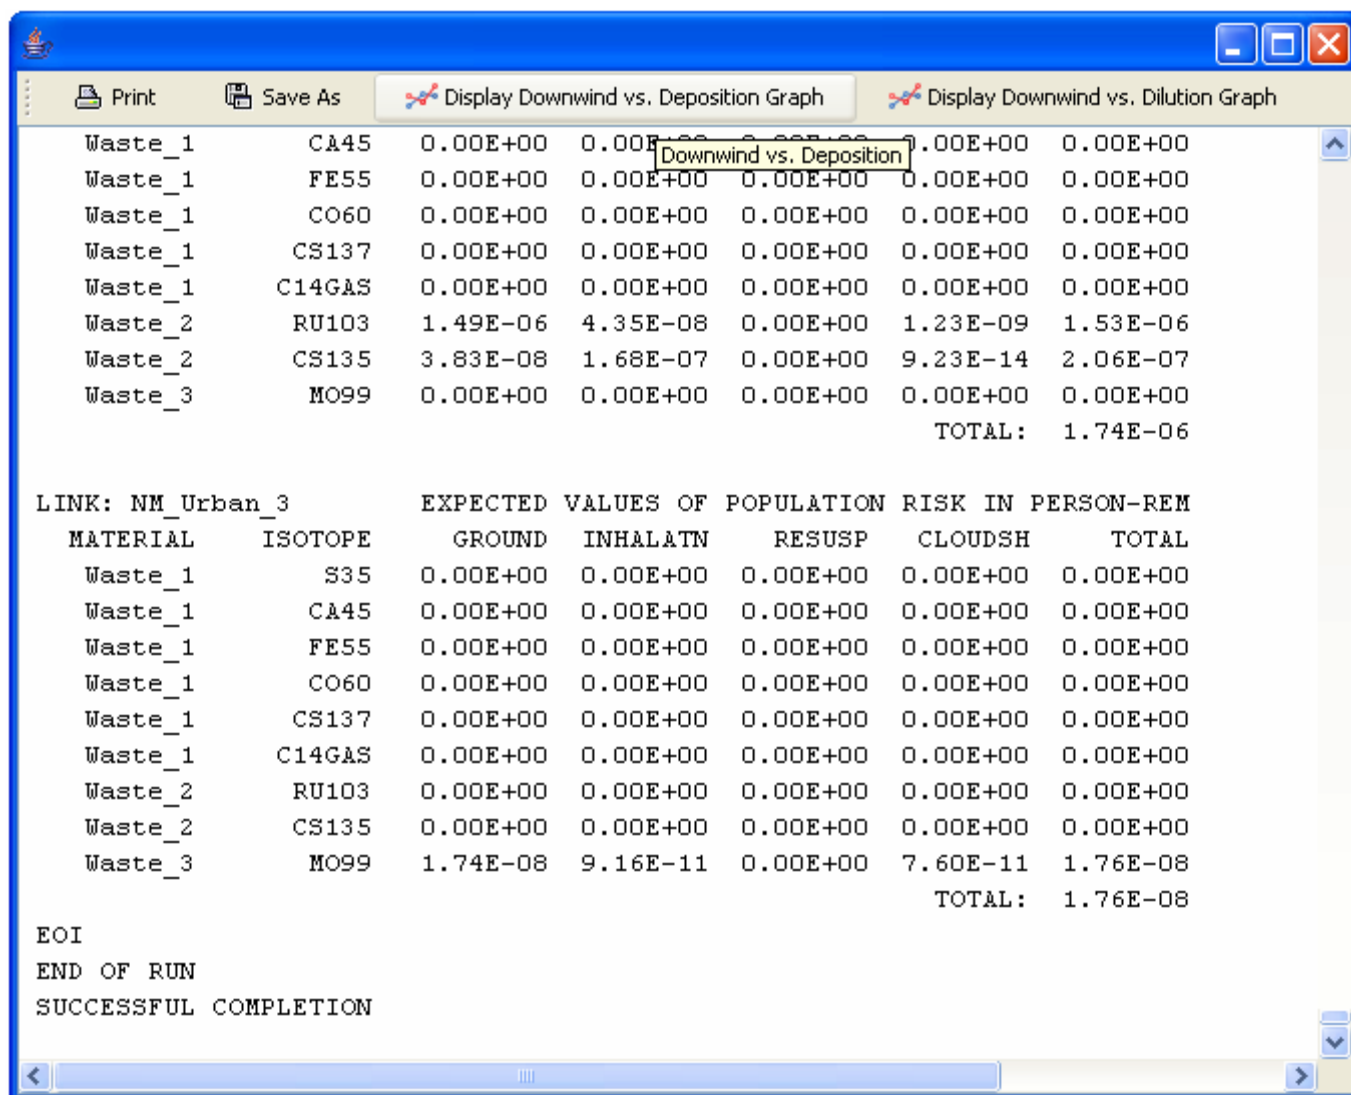 Print Save As Display Downwind vs. Deposition Graph Display Downwind vs. Dilution Graph
Waste_1 CA45 0.00E+00 .00E+00 0.00E+00
Downwind vs. Deposition
Waste_1 FE55 0.00E+00 0.00E+00 0.00E+00 0.00E+00 0.00E+00
Waste_1 CO60 0.00E+00 0.00E+00 0.00E+00 0.00E+00 0.00E+00
Waste_1 CS137 0.00E+00 0.00E+00 0.00E+00 0.00E+00 0.00E+00
Waste_1 C14GAS 0.00E+00 0.00E+00 0.00E+00 0.00E+00 0.00E+00
Waste_2 RU103 1.49E-06 4.35E-08 0.00E+00 1.23E-09 1.53E-06
Waste_2 CS135 3.83E-08 1.68E-07 0.00E+00 9.23E-14 2.06E-07
Waste_3 MO99 0.00E+00 0.00E+00 0.00E+00 0.00E+00 0.00E+00
TOTAL: 1.74E-06
LINK: NM_Urban_3 EXPECTED VALUES OF POPULATION RISK IN PERSON-REM
MATERIAL ISOTOPE GROUND INHALATN RESUSP CLOUDSH TOTAL
Waste_1 S35 0.00E+00 0.00E+00 0.00E+00 0.00E+00 0.00E+00
Waste_1 CA45 0.00E+00 0.00E+00 0.00E+00 0.00E+00 0.00E+00
Waste_1 FE55 0.00E+00 0.00E+00 0.00E+00 0.00E+00 0.00E+00
Waste_1 CO60 0.00E+00 0.00E+00 0.00E+00 0.00E+00 0.00E+00
Waste_1 CS137 0.00E+00 0.00E+00 0.00E+00 0.00E+00 0.00E+00
Waste_1 C14GAS 0.00E+00 0.00E+00 0.00E+00 0.00E+00 0.00E+00
Waste_2 RU103 0.00E+00 0.00E+00 0.00E+00 0.00E+00 0.00E+00
Waste_2 CS135 0.00E+00 0.00E+00 0.00E+00 0.00E+00 0.00E+00
Waste_3 MO99 1.74E-08 9.16E-11 0.00E+00 7.60E-11 1.76E-08
TOTAL: 1.76E-08
EOI
END OF RUN
SUCCESSFUL COMPLETION